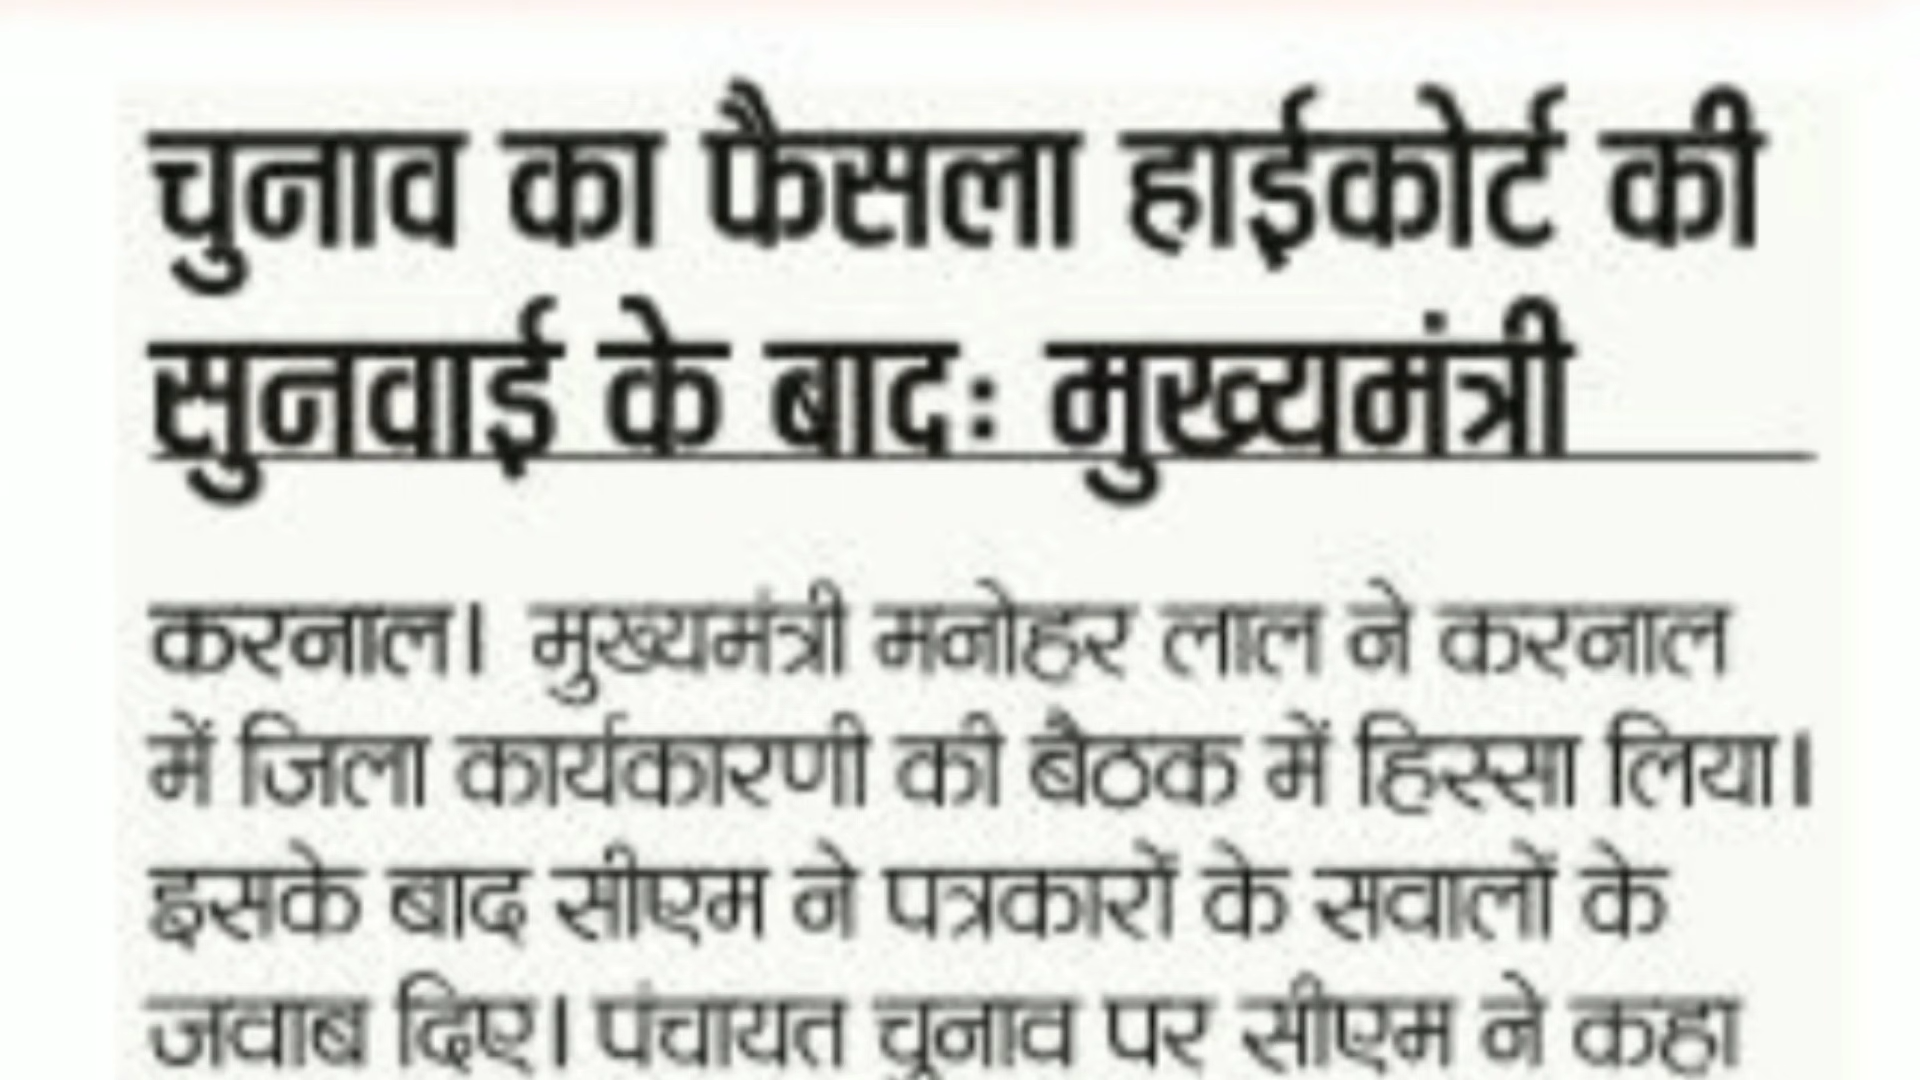 चुनाव का फैसला हाईकोर्ट की
सुनवाई के बादः मुख्यमंत्री
करनाल। मुख्यमंत्री मनोहर लाल ने करनाल
में जिला कार्यकारणी की बैठक में हिस्सा लिया।
इसके बाद सीएम ने पत्रकारों के सवालों के
जवाब दिए। पंचायत चुनाव पर सीएम ने कहा